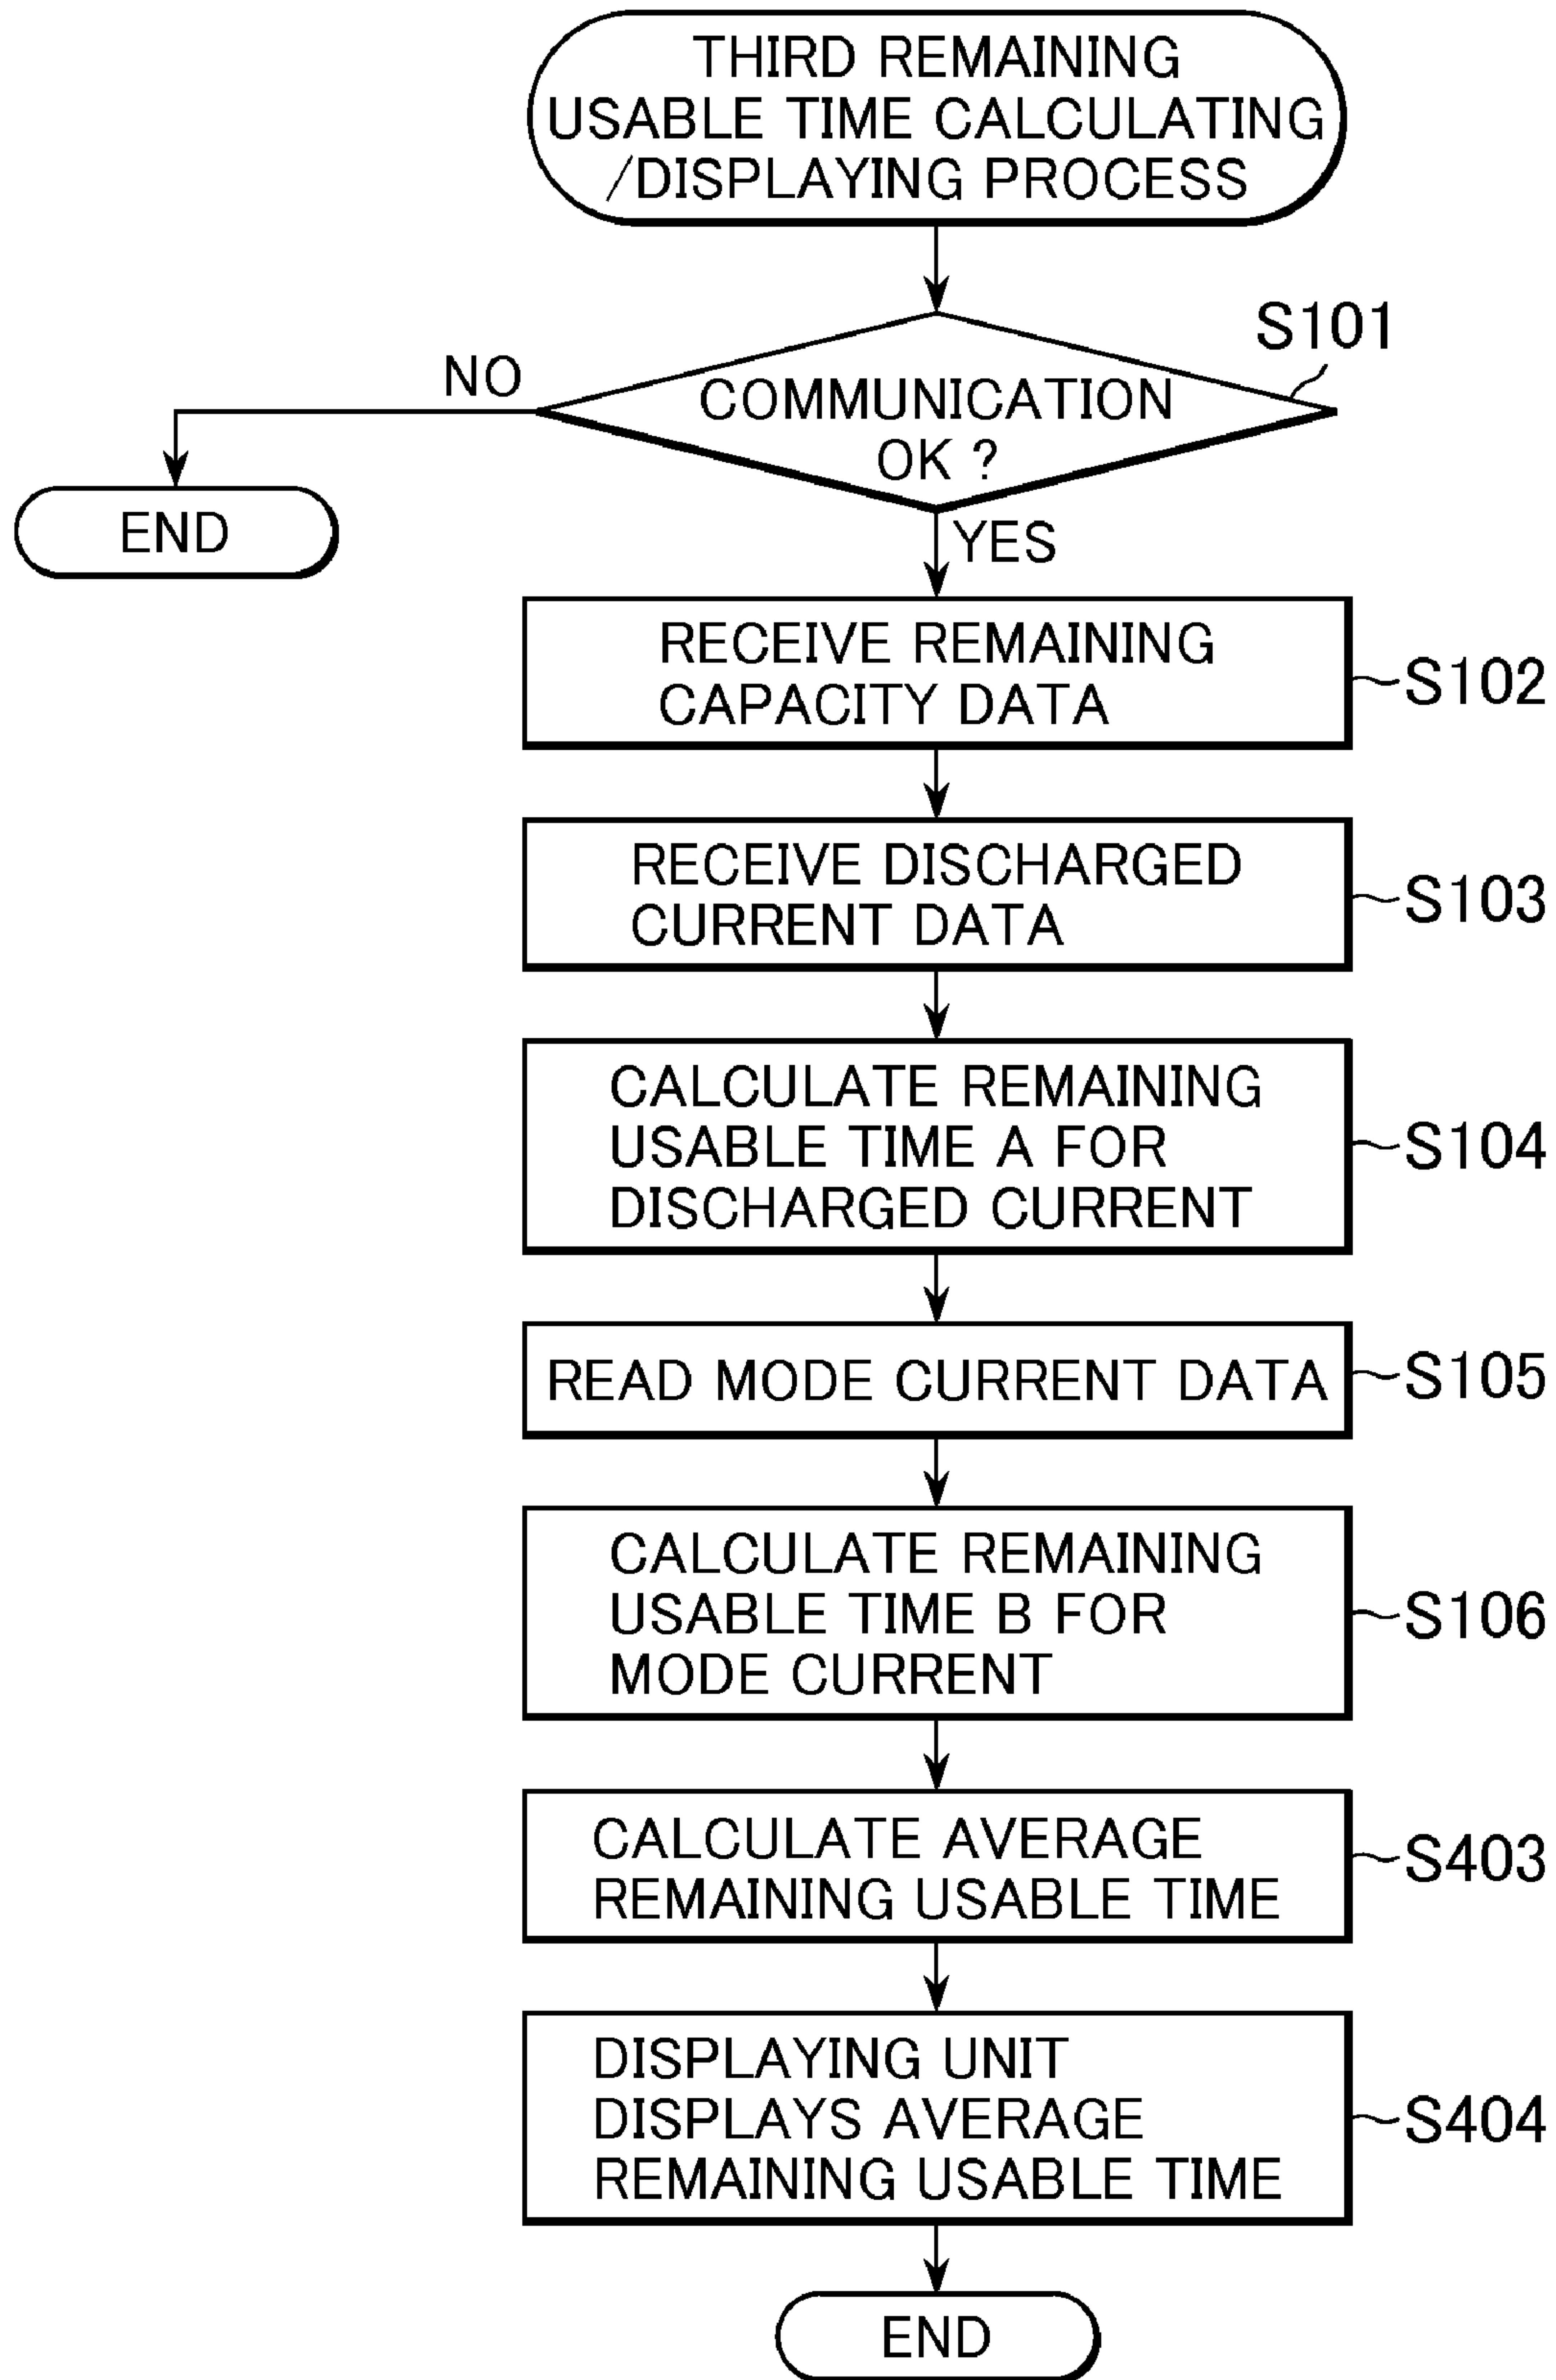 THIRD REMAINING
USABLE TIME CALCULATING
/DISPLAYING PROCESS
S101
NO
COMMUNICATION
OK ?
END
YES
RECEIVE REMAINING
CAPACITY DATA
S102
RECEIVE DISCHARGED
CURRENT DATA
S103
CALCULATE REMAINING
USABLE TIME A FOR
DISCHARGED CURRENT
S104
READ MODE CURRENT DATA
S105
CALCULATE REMAINING
USABLE TIME B FOR
MODE CURRENT
S106
CALCULATE AVERAGE
REMAINING USABLE TIME
S403
DISPLAYING UNIT
DISPLAYS AVERAGE
REMAINING USABLE TIME
S404
END